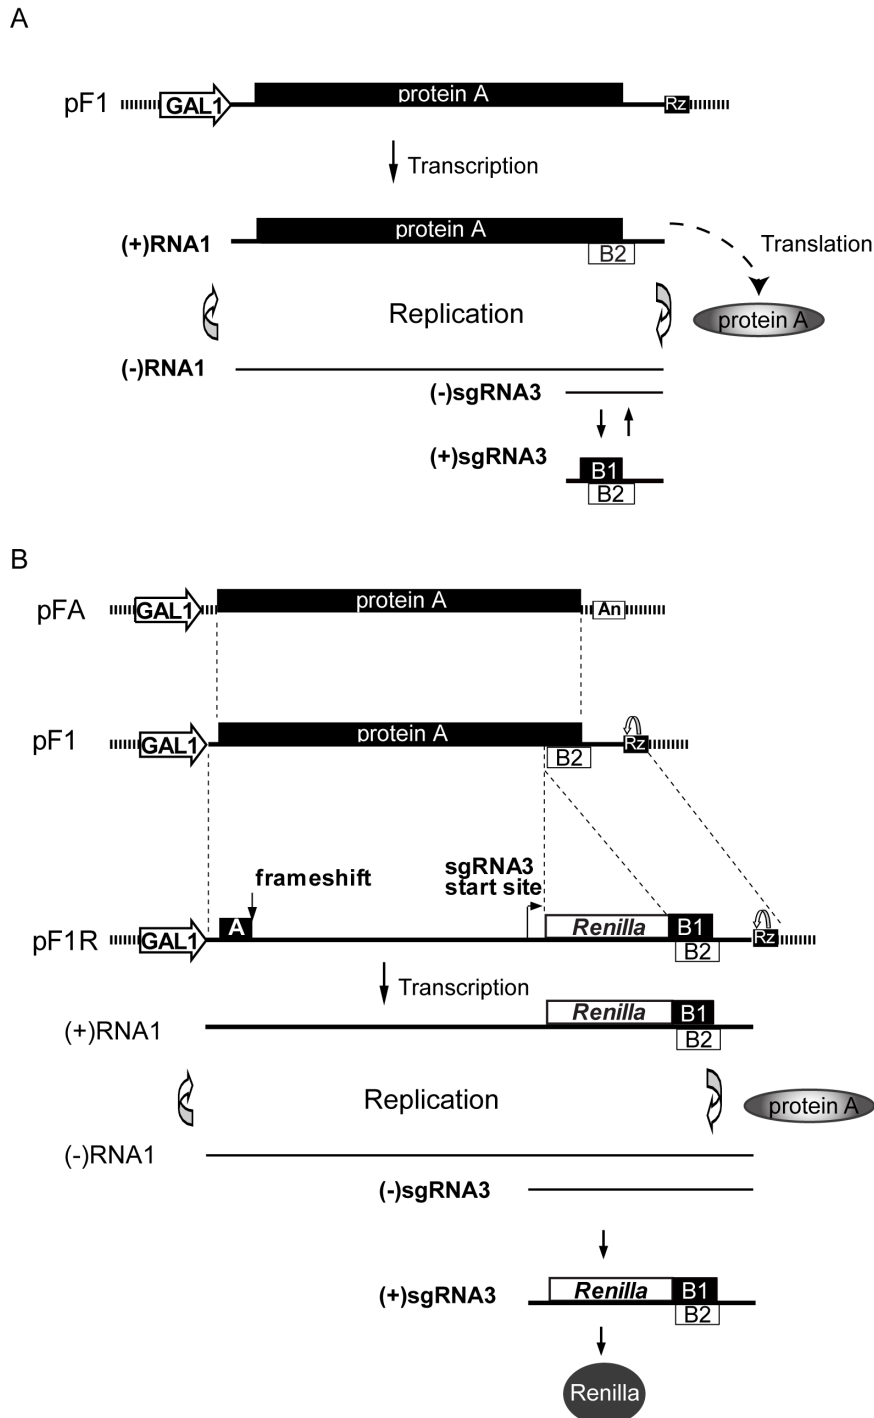 A
pF1 GAL1 protein A Rz
Transcription
(+)RNA1 protein A
B2
Translation
Replication
protein A
(-)RNA1
(-)sgRNA3
(+)sgRNA3 B1
B2
B
pFA GAL1 protein A An
pF1 GAL1 protein A Rz
B2
frameshift
sgRNA3
start site
pF1R GAL1 A Renilla B1 Rz
B2
Transcription
(+)RNA1 Renilla B1
B2
Replication
protein A
(-)RNA1
(-)sgRNA3
(+)sgRNA3 Renilla B1
B2
Renilla